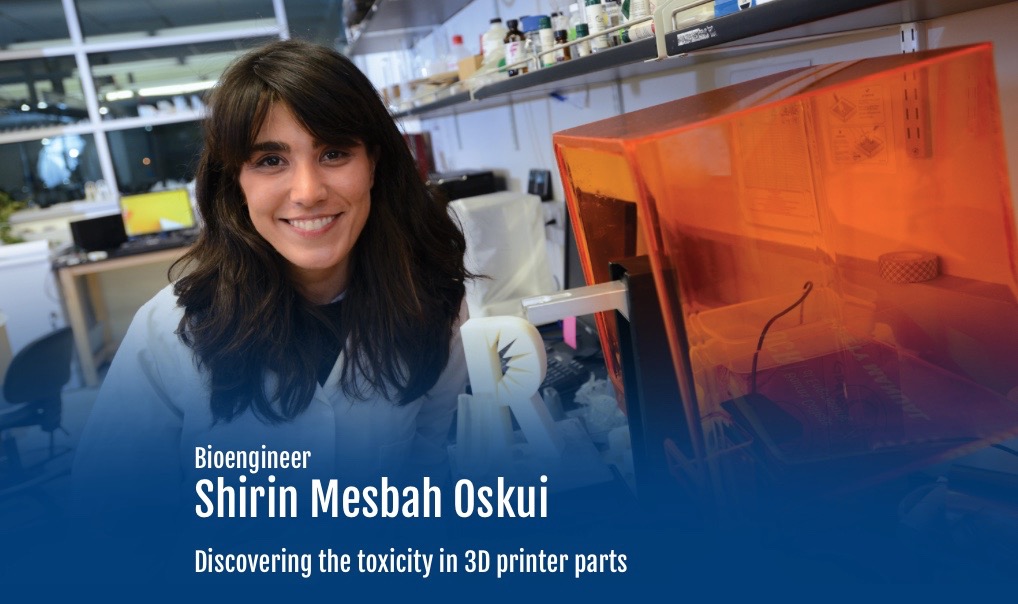 Bioengineer
Shirin Mesbah Oskui
Discovering the toxicity in 3D printer parts